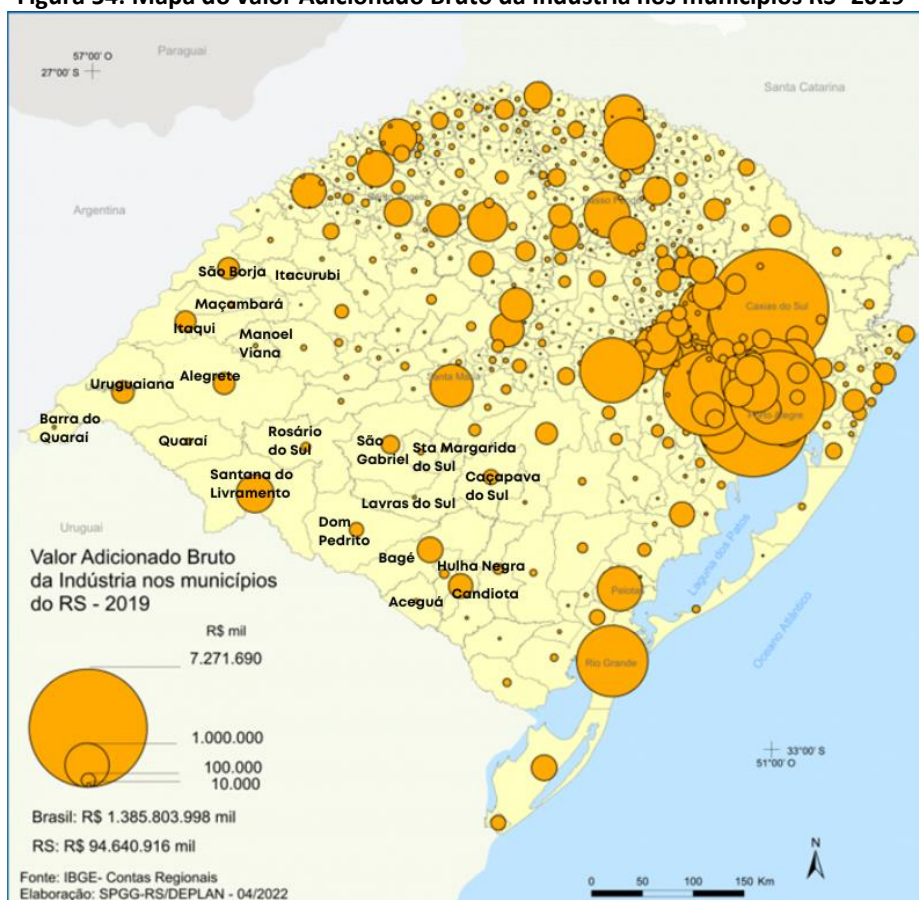 Figura 34: Mapa do Valor Adicionado Bruto da Indústria nos municípios RS- 2019
57°00' O
27°00' S
Paraguai
Santa Catarina
Argentina
Passo Fundo
São Borja
Itacurubi
Maçambará
Caxias do Sul
Itaqui
Manoel
Viana
Santa Maria
Uruguaiana
Alegrete
Porto Alegre
Barra do
Quaraí
Quaraí
Rosário
do Sul
São
Gabriel
Sta Margarida
do Sul
Santana do
Livramento
Caçapava
do Sul
Lavras do Sul
Uruguai
Dom
Pedrito
Bagé
Hulha Negra
Candiota
Aceguá
Pelotas
Laguna dos Patos
Oceano Atlântico
Rio Grande
Valor Adicionado Bruto
da Indústria nos municípios
do RS - 2019
R$ mil
7.271.690
1.000.000
100.000
10.000
33°00' S
51°00' O
Brasil: R$ 1.385.803.998 mil
RS: R$ 94.640.916 mil
N
Fonte: IBGE- Contas Regionais
Elaboração: SPGG-RS/DEPLAN - 04/2022
0 50 100 150 Km